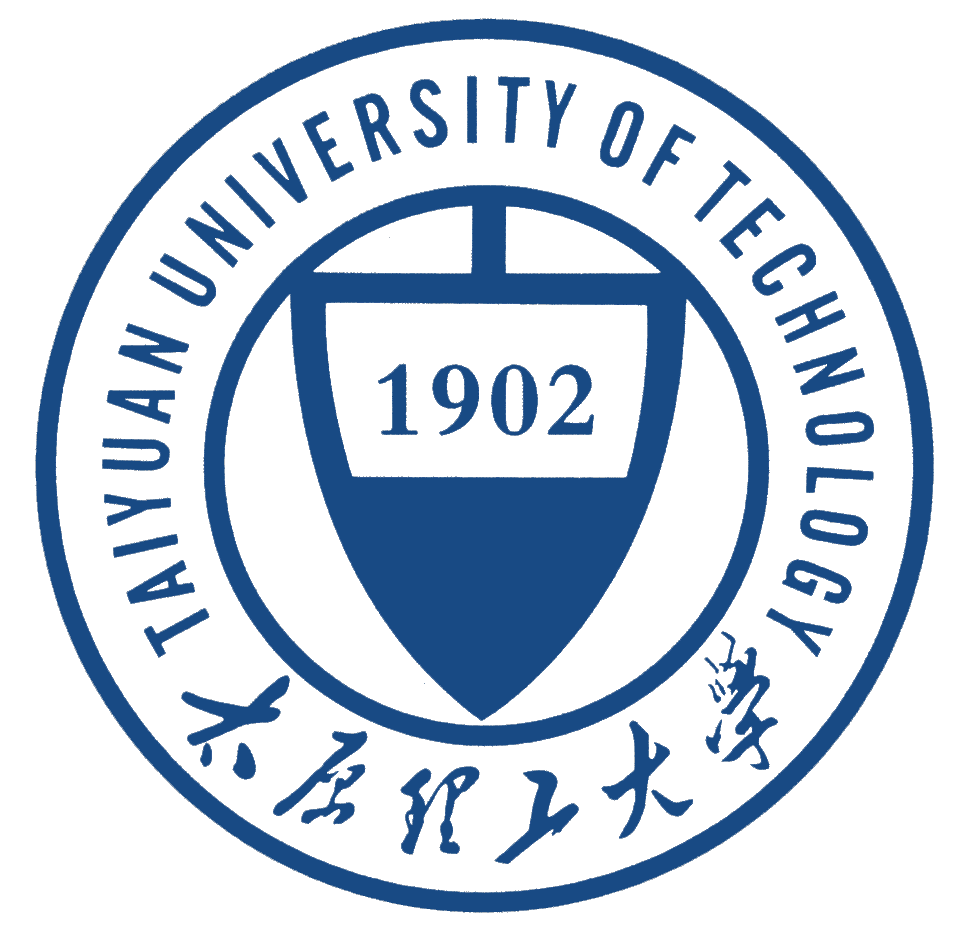 TAIYUAN UNIVERSITY OF TECHNOLOGY
1902
太原理工大學